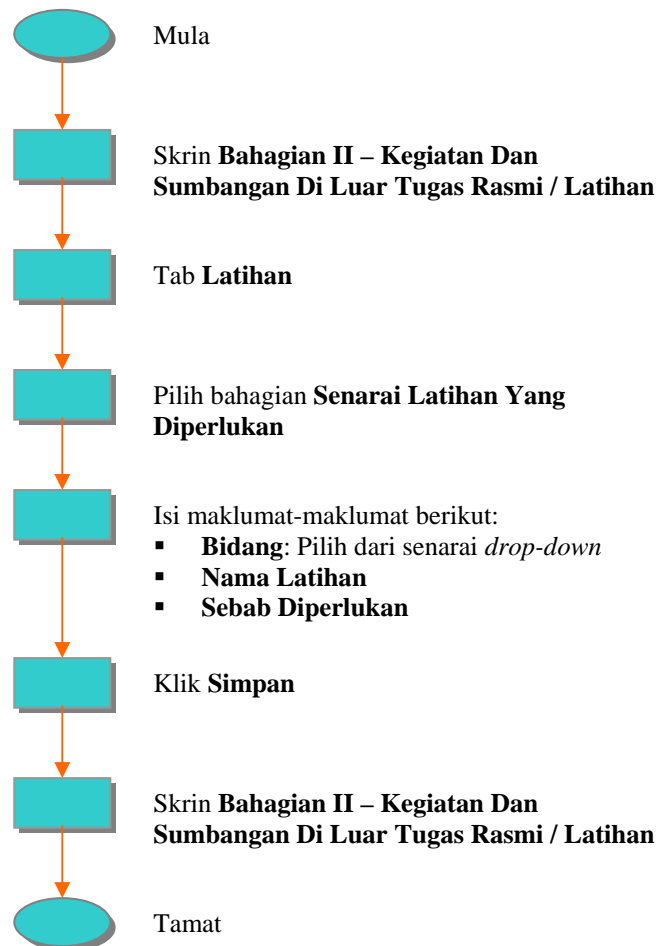 Mula
Skrin Bahagian II – Kegiatan Dan
Sumbangan Di Luar Tugas Rasmi / Latihan
Tab Latihan
Pilih bahagian Senarai Latihan Yang
Diperlukan
Isi maklumat-maklumat berikut:
▪ Bidang: Pilih dari senarai drop-down
▪ Nama Latihan
▪ Sebab Diperlukan
Klik Simpan
Skrin Bahagian II – Kegiatan Dan
Sumbangan Di Luar Tugas Rasmi / Latihan
Tamat